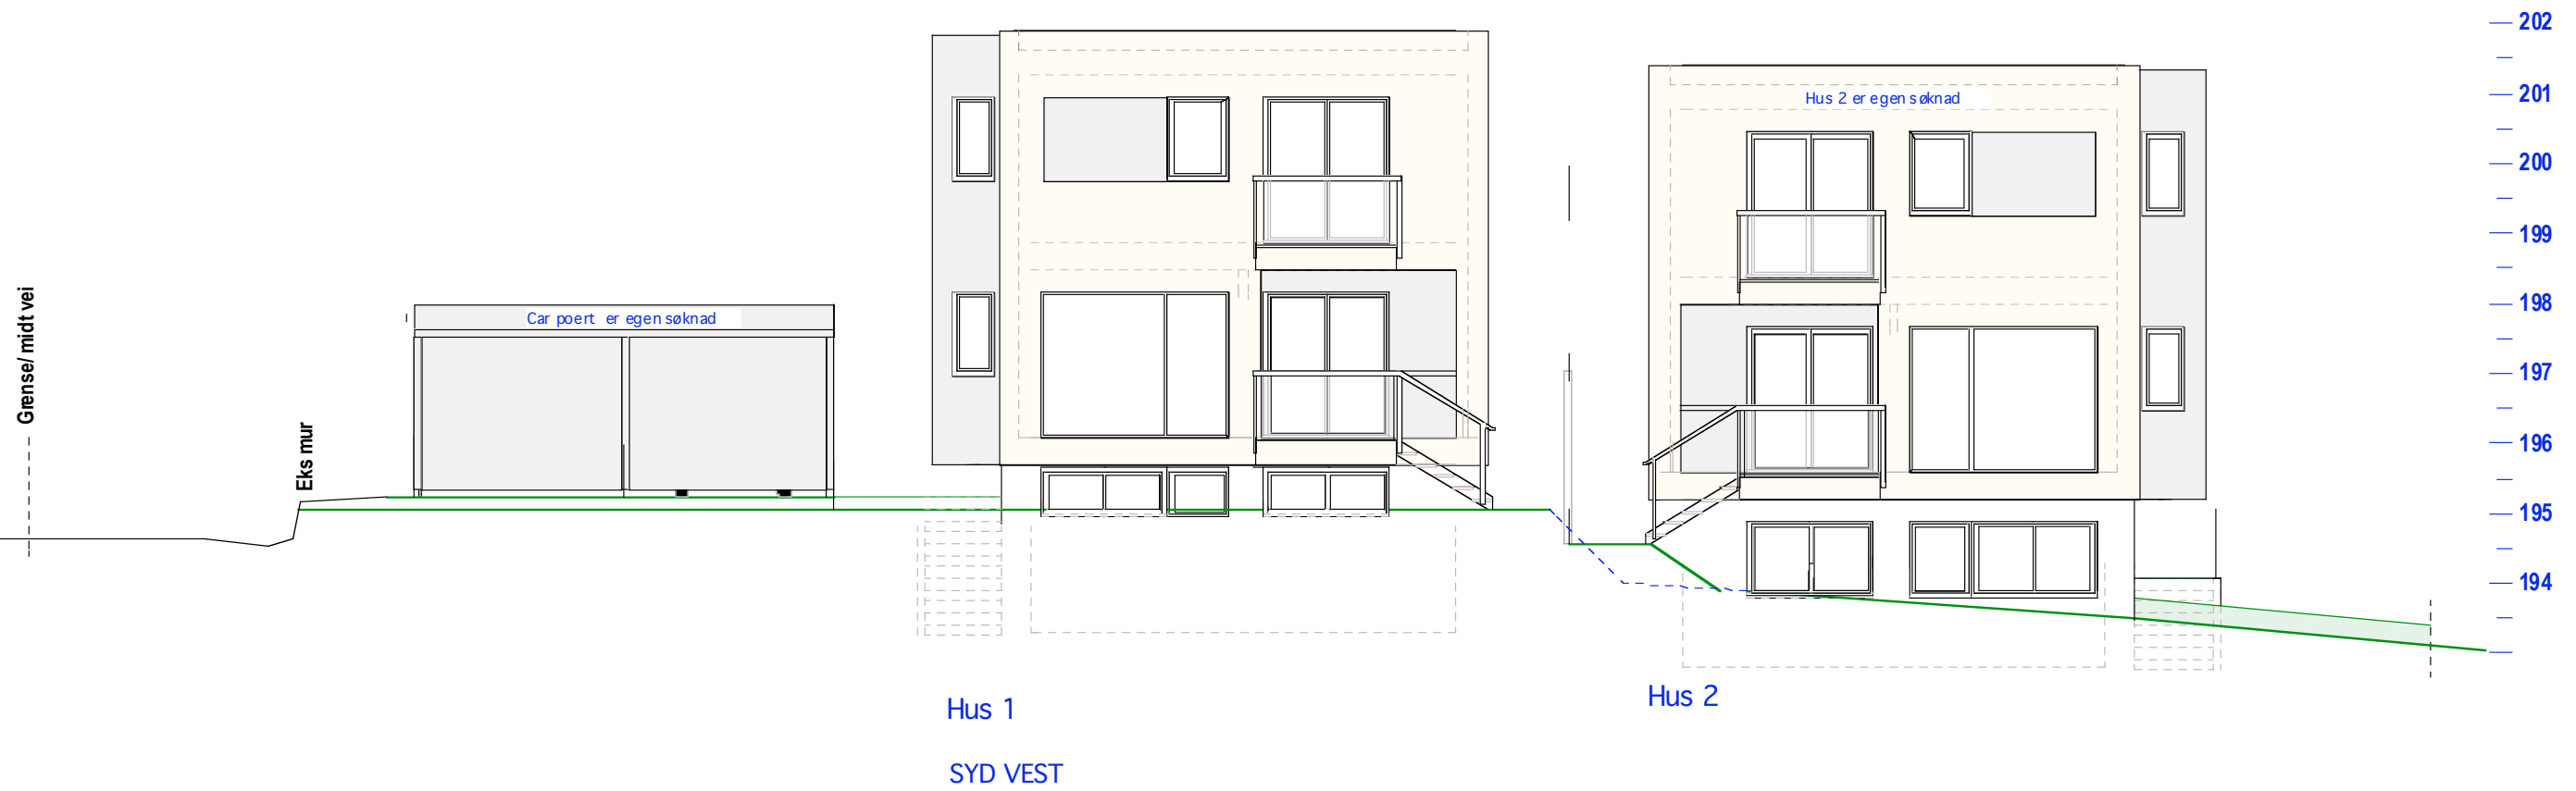 202
Hus 2 er egen søknad
201
200
199
Grense/ midt vei
198
Car poert er egen søknad
197
Eks mur
196
195
194
Hus 1
Hus 2
SYD VEST